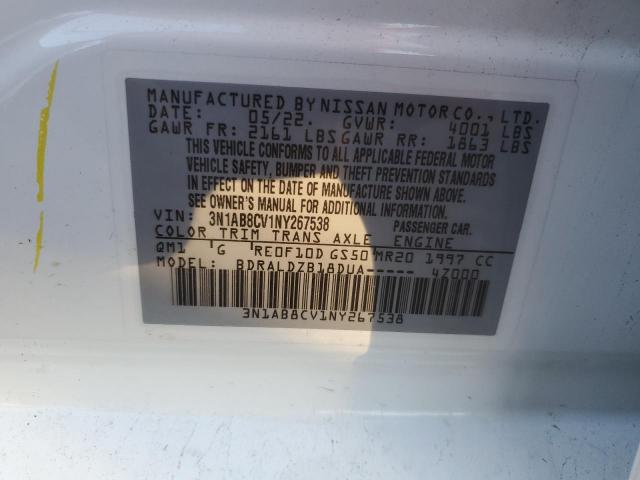 MANUFACTURED BY NISSAN MOTOR CO., LTD.
DATE: 05/22. GVWR: 4001 LBS
GAWR FR: 2161 LBS GAWR RR: 1863 LBS
THIS VEHICLE CONFORMS TO ALL APPLICABLE FEDERAL MOTOR
VEHICLE SAFETY, BUMPER AND THEFT PREVENTION STANDARDS
IN EFFECT ON THE DATE OF MANUFACTURE SHOWN ABOVE.
SEE OWNER'S MANUAL FOR ADDITIONAL INFORMATION.
VIN: 3N1AB8CV1NY267538 PASSENGER CAR.
COLOR TRIM TRANS AXLE ENGINE
QM1 G RE0F10D GS50 MR20 1997 CC
MODEL: BDRALDZB18DUA----- 4Z000
3N1AB8CV1NY267538